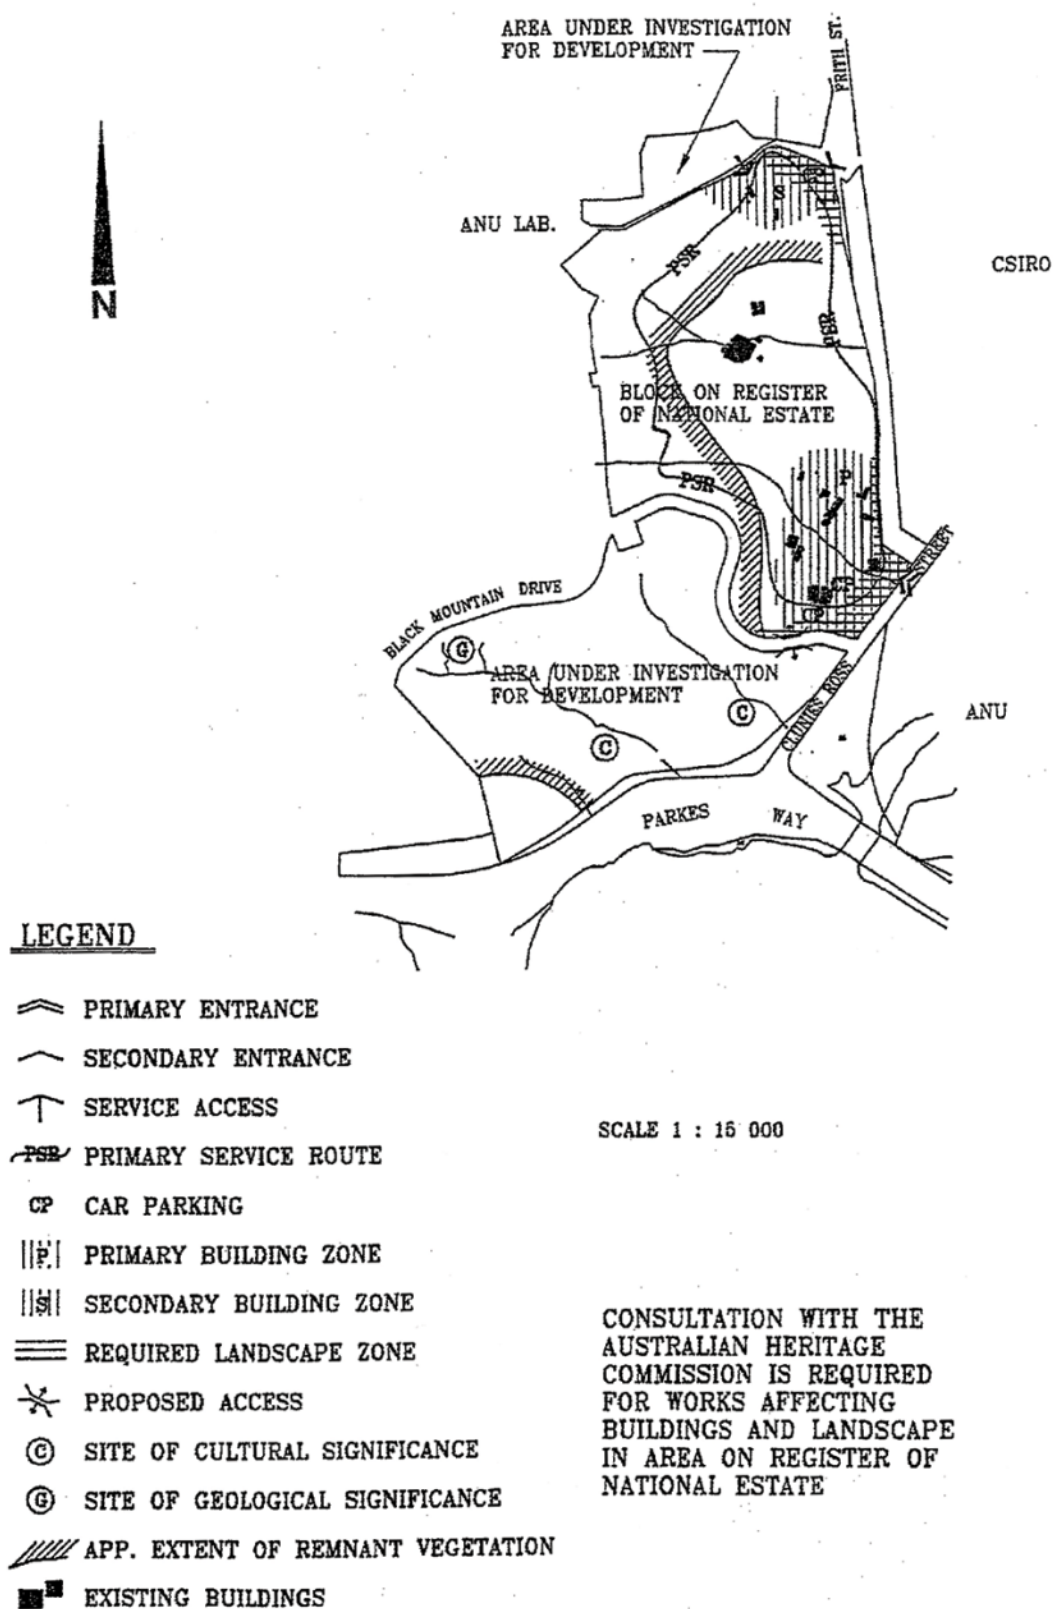 AREA UNDER INVESTIGATION
FOR DEVELOPMENT
FRITH ST.
ANU LAB.
CSIRO
N
S
PSR
PSR
BLOCK ON REGISTER
OF NATIONAL ESTATE
PSR
P
CP
CP
BLACK MOUNTAIN DRIVE
G
AREA UNDER INVESTIGATION
FOR DEVELOPMENT
C
C
CLUNIES ROSS STREET
ANU
PARKES WAY
LEGEND
PRIMARY ENTRANCE
SECONDARY ENTRANCE
SERVICE ACCESS
PSR PRIMARY SERVICE ROUTE
CP CAR PARKING
P PRIMARY BUILDING ZONE
S SECONDARY BUILDING ZONE
REQUIRED LANDSCAPE ZONE
PROPOSED ACCESS
C SITE OF CULTURAL SIGNIFICANCE
G SITE OF GEOLOGICAL SIGNIFICANCE
APP. EXTENT OF REMNANT VEGETATION
EXISTING BUILDINGS
SCALE 1 : 15 000
CONSULTATION WITH THE
AUSTRALIAN HERITAGE
COMMISSION IS REQUIRED
FOR WORKS AFFECTING
BUILDINGS AND LANDSCAPE
IN AREA ON REGISTER OF
NATIONAL ESTATE